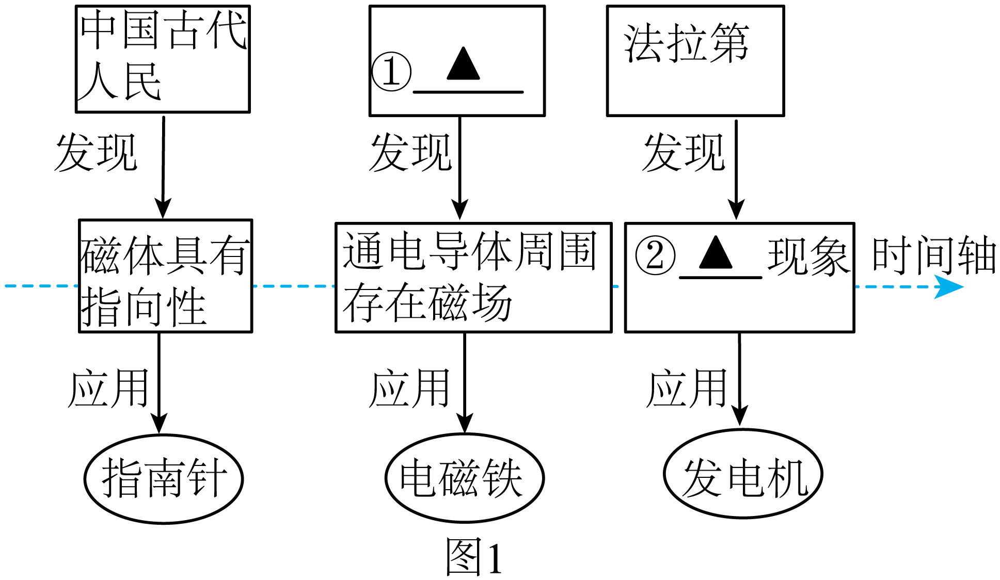 中国古代
人民
①▲
法拉第
发现
发现
发现
磁体具有
指向性
通电导体周围
存在磁场
②▲现象
时间轴
应用
应用
应用
指南针
电磁铁
发电机
图1